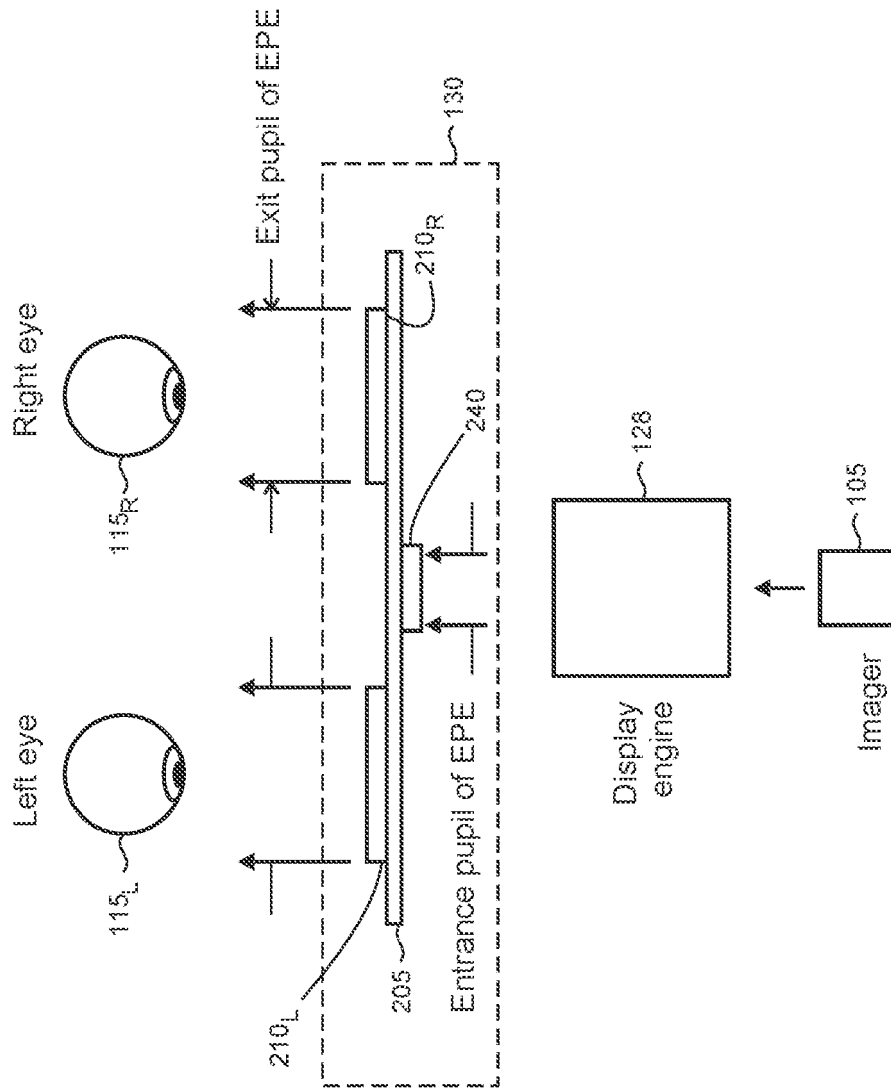 Left eye
Right eye
115L
115R
Exit pupil of EPE
130
210L
210R
205
240
Entrance pupil of EPE
Display
engine
128
105
Imager